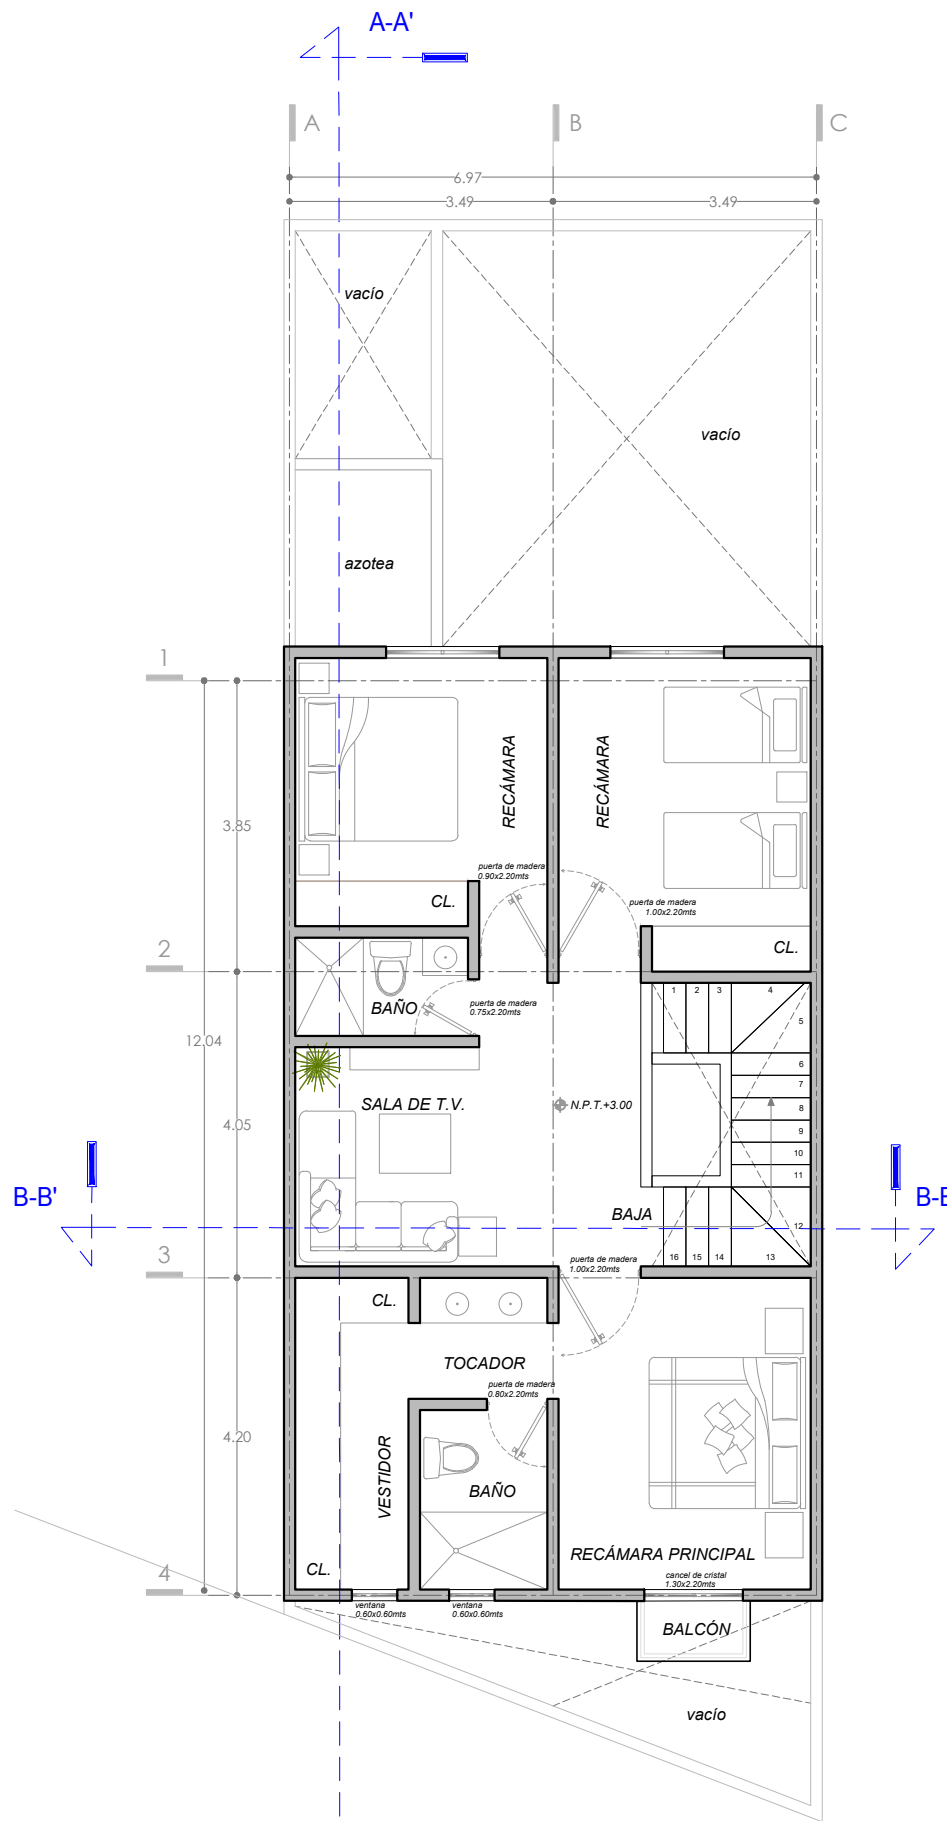 A-A'
A
B
C
6.97
3.49
3.49
vacío
vacío
azotea
1
RECÁMARA
RECÁMARA
3.85
puerta de madera
0.90x2.20mts
puerta de madera
1.00x2.20mts
CL.
CL.
2
BAÑO
puerta de madera
0.75x2.20mts
1
2
3
4
5
6
7
8
9
10
11
12
13
14
15
16
12.04
SALA DE T.V.
N.P.T.+3.00
4.05
B-B'
B-B
BAJA
3
puerta de madera
1.00x2.20mts
CL.
TOCADOR
puerta de madera
0.80x2.20mts
4.20
VESTIDOR
BAÑO
RECÁMARA PRINCIPAL
CL.
cancel de cristal
1.30x2.20mts
4
ventana
0.60x0.60mts
ventana
0.60x0.60mts
BALCÓN
vacío